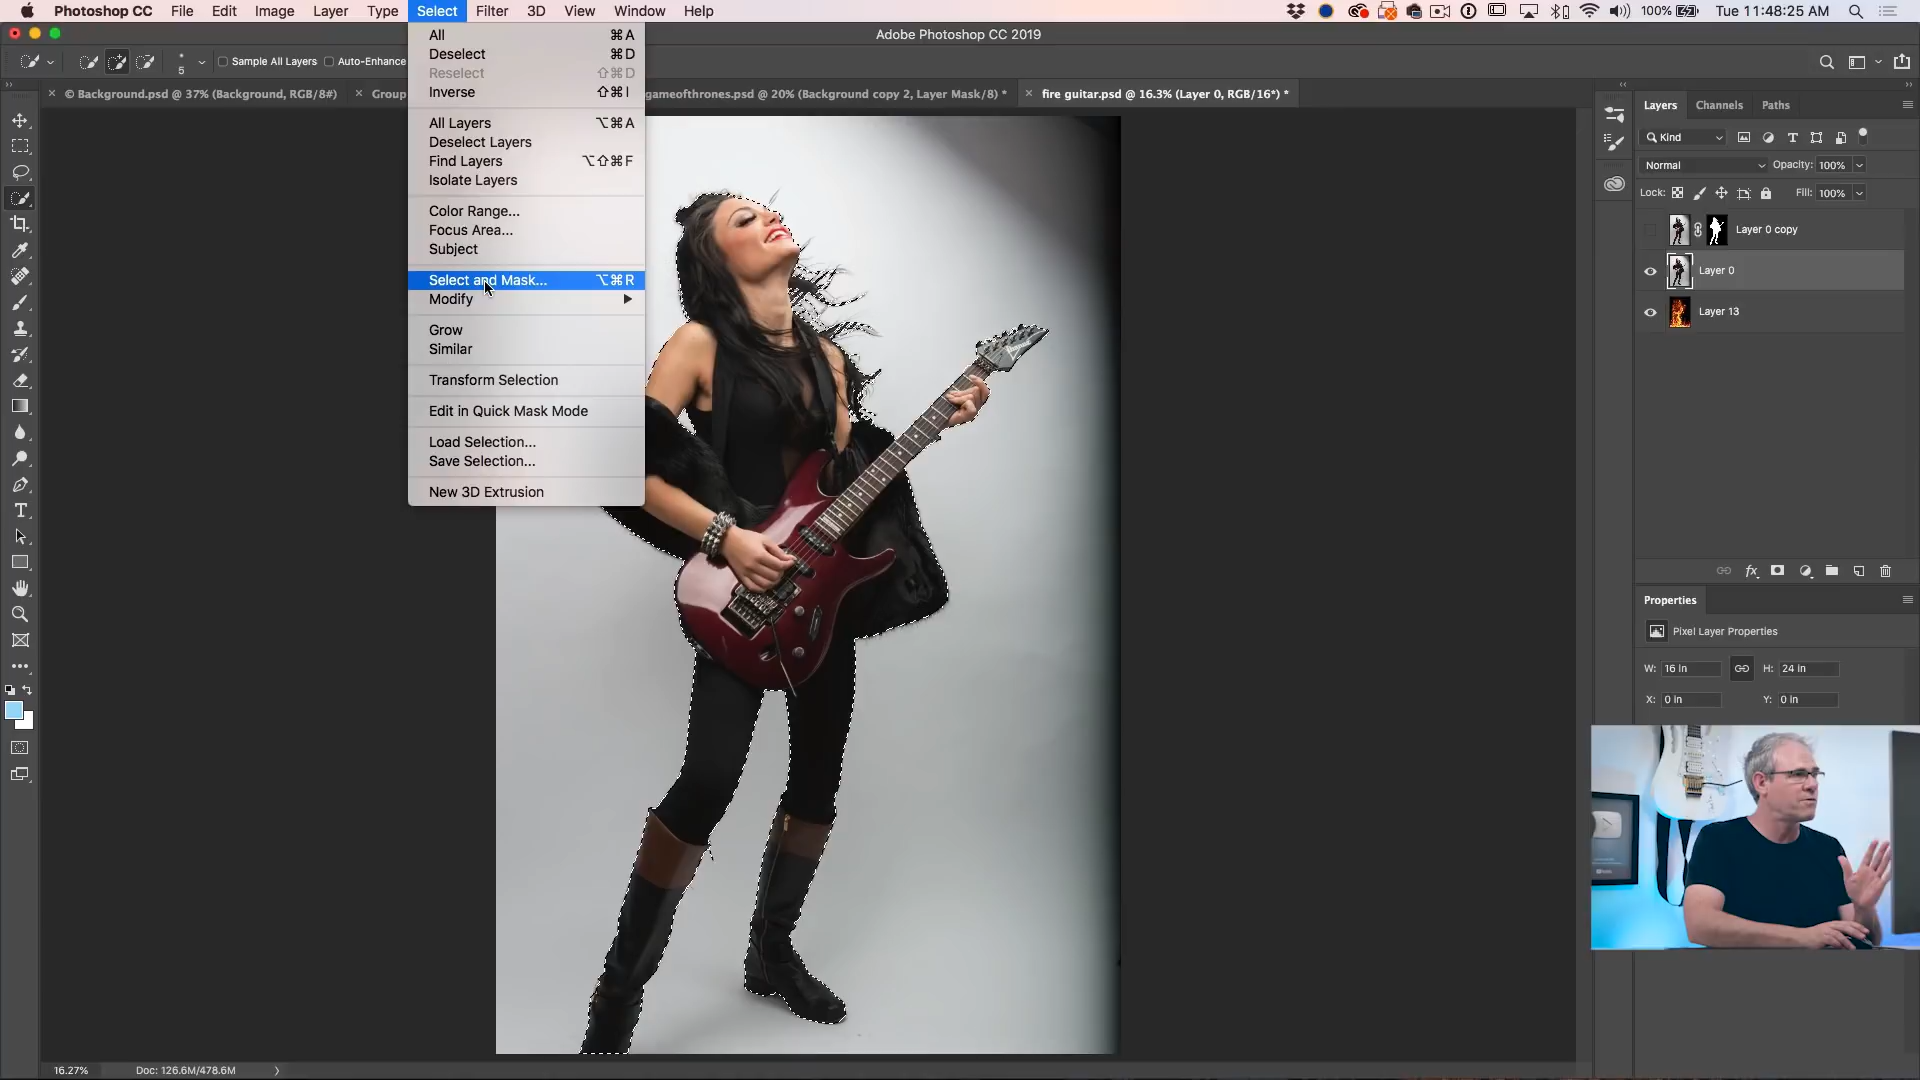 Photoshop CC File Edit Image Layer Type Select Filter 3D View Window Help 100% Tue 11:48:25 AM
Adobe Photoshop CC 2019
5 Sample All Layers Auto-Enhance
© Background.psd @ 37% (Background, RGB/8#) Group gameofthrones.psd @ 20% (Background copy 2, Layer Mask/8) * fire guitar.psd @ 16.3% (Layer 0, RGB/16*) *
All ⌘A
Deselect ⌘D
Reselect ⇧⌘D
Inverse ⇧⌘I
All Layers ⌥⌘A
Deselect Layers
Find Layers ⌥⇧⌘F
Isolate Layers
Color Range...
Focus Area...
Subject
Select and Mask... ⌥⌘R
Modify
Grow
Similar
Transform Selection
Edit in Quick Mask Mode
Load Selection...
Save Selection...
New 3D Extrusion
Layers Channels Paths
Kind
Normal Opacity: 100%
Lock: Fill: 100%
Layer 0 copy
Layer 0
Layer 13
fx
Properties
Pixel Layer Properties
W: 16 in H: 24 in
X: 0 in Y: 0 in
16.27% Doc: 126.6M/478.6M